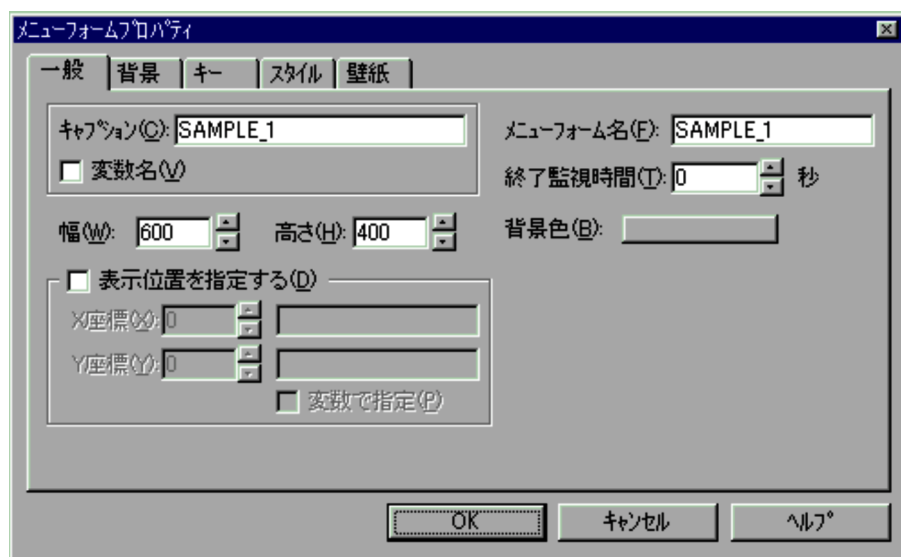 ﾒﾆｭｰﾌｫｰﾑﾌﾟﾛﾊﾟﾃｨ
一般 背景 ｷｰ ｽﾀｲﾙ 壁紙
ｷｬﾌﾟｼｮﾝ(C): SAMPLE_1
変数名(V)
ﾒﾆｭｰﾌｫｰﾑ名(F): SAMPLE_1
終了監視時間(T): 0 秒
幅(W): 600 高さ(H): 400
背景色(B):
表示位置を指定する(D)
X座標(X): 0
Y座標(Y): 0
変数で指定(P)
OK ｷｬﾝｾﾙ ﾍﾙﾌﾟ